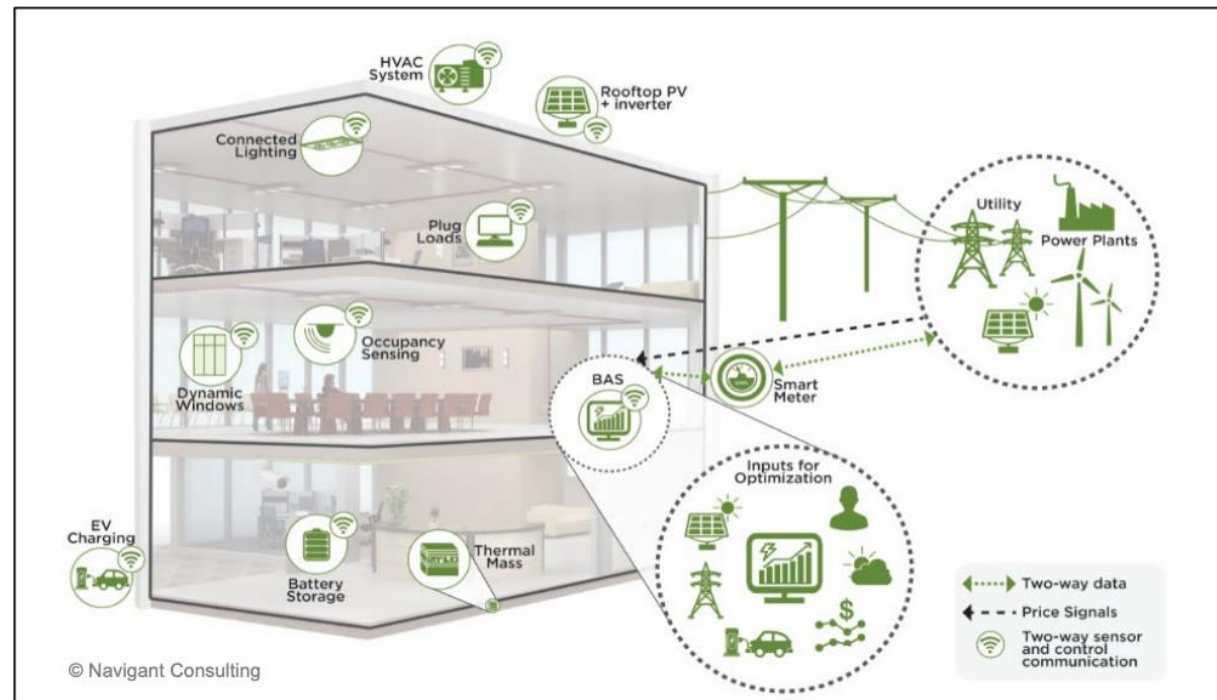 HVAC
System
Rooftop PV
+ inverter
Connected
Lighting
Plug
Loads
Utility
Power Plants
Occupancy
Sensing
Dynamic
Windows
BAS
Smart
Meter
Inputs for
Optimization
$
EV
Charging
Battery
Storage
Thermal
Mass
Two-way data
Price Signals
Two-way sensor
and control
communication
© Navigant Consulting